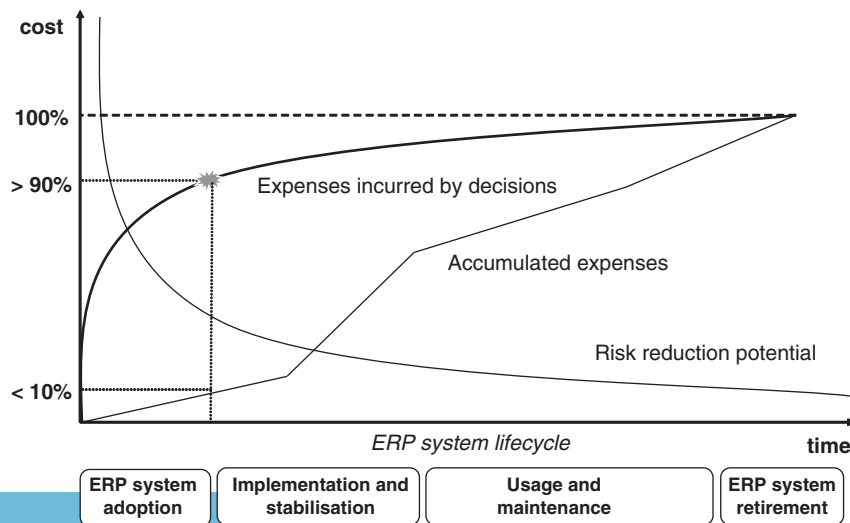 cost
100%
> 90%
Expenses incurred by decisions
Accumulated expenses
Risk reduction potential
< 10%
ERP system lifecycle
time
ERP system
adoption
Implementation and
stabilisation
Usage and
maintenance
ERP system
retirement